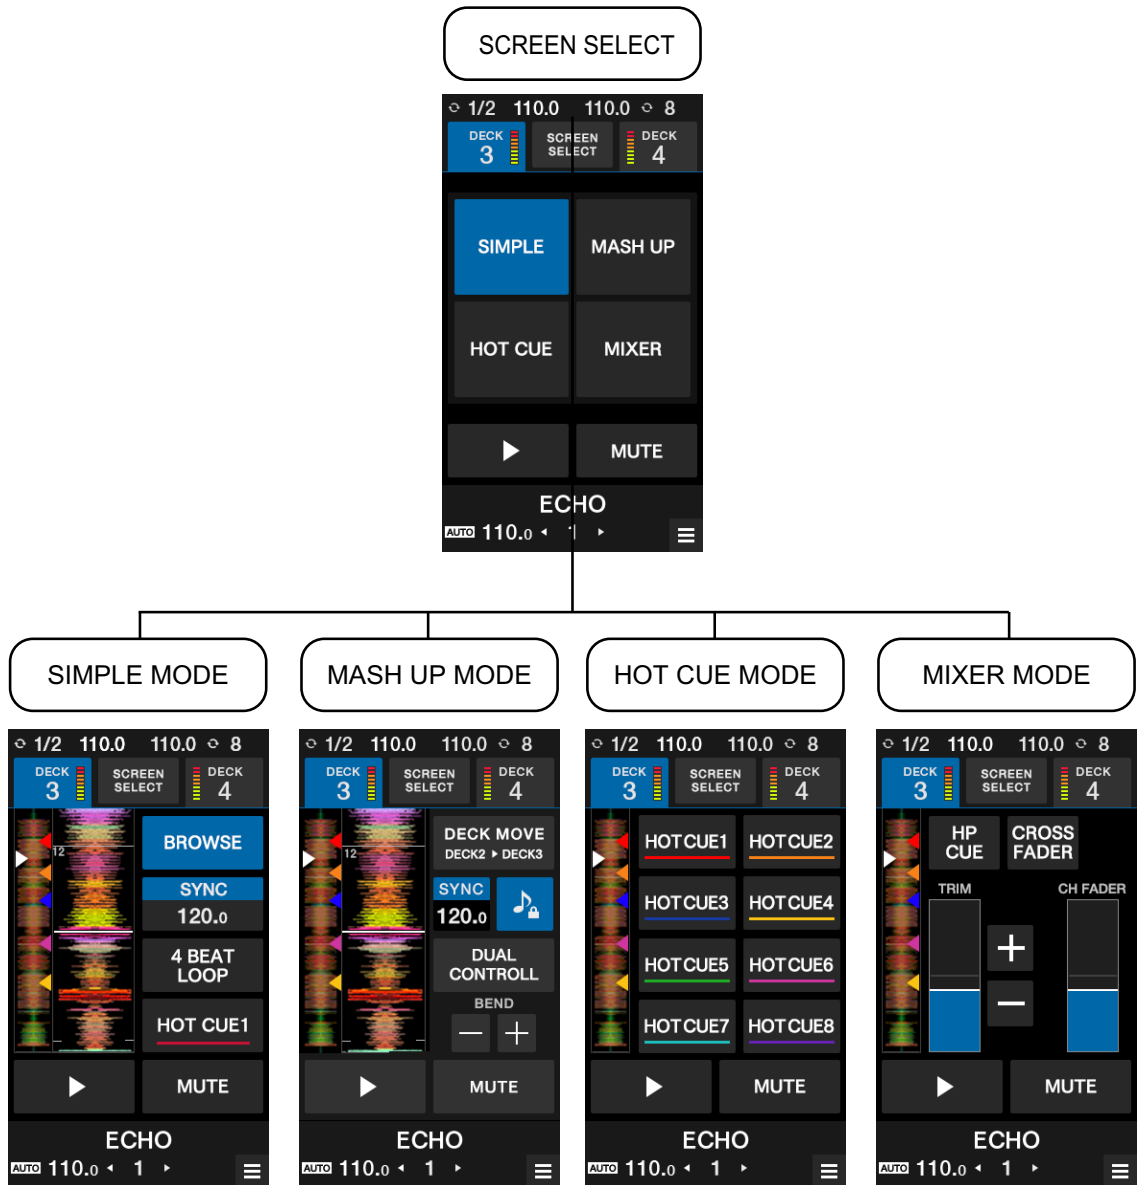 SCREEN SELECT
1/2 110.0 110.0 8
DECK 3
SCREEN SELECT
DECK 4
SIMPLE
MASH UP
HOT CUE
MIXER
MUTE
ECHO
AUTO 110.0 1
SIMPLE MODE
MASH UP MODE
HOT CUE MODE
MIXER MODE
1/2 110.0 110.0 8
DECK 3
SCREEN SELECT
DECK 4
12
BROWSE
SYNC
120.0
4 BEAT
LOOP
HOT CUE1
MUTE
ECHO
AUTO 110.0 1
1/2 110.0 110.0 8
DECK 3
SCREEN SELECT
DECK 4
12
DECK MOVE
DECK2 ▸ DECK3
SYNC
120.0
DUAL
CONTROLL
BEND
− +
MUTE
ECHO
AUTO 110.0 1
1/2 110.0 110.0 8
DECK 3
SCREEN SELECT
DECK 4
HOT CUE1 HOT CUE2
HOT CUE3 HOT CUE4
HOT CUE5 HOT CUE6
HOT CUE7 HOT CUE8
MUTE
ECHO
AUTO 110.0 1
1/2 110.0 110.0 8
DECK 3
SCREEN SELECT
DECK 4
HP
CUE
CROSS
FADER
TRIM
CH FADER
+
−
MUTE
ECHO
AUTO 110.0 1